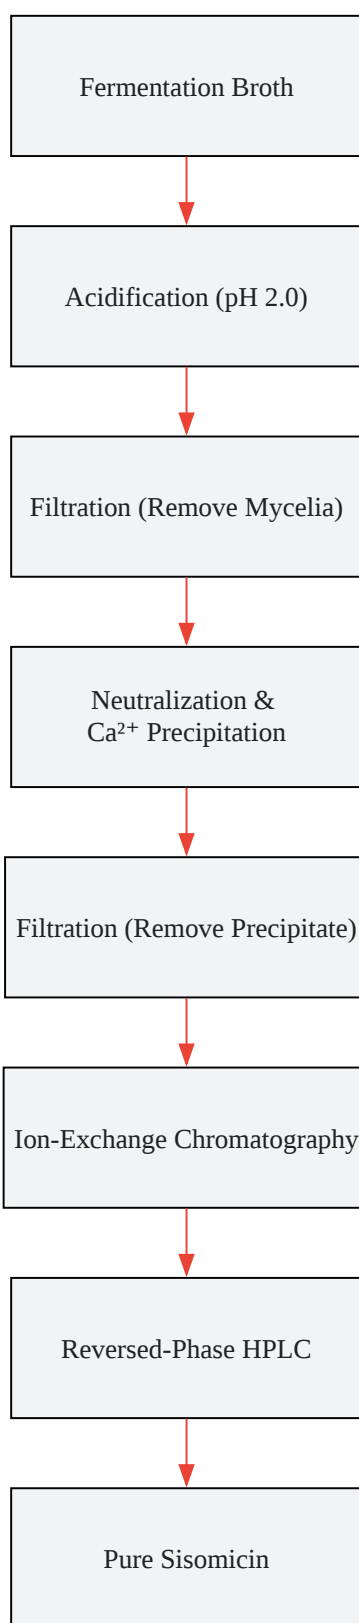 Fermentation Broth
Acidification (pH 2.0)
Filtration (Remove Mycelia)
Neutralization &
Ca²⁺ Precipitation
Filtration (Remove Precipitate)
Ion-Exchange Chromatography
Reversed-Phase HPLC
Pure Sisomicin